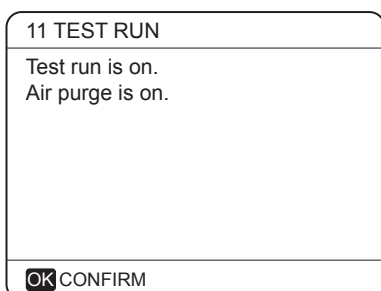 11 TEST RUN
Test run is on.
Air purge is on.
OK CONFIRM